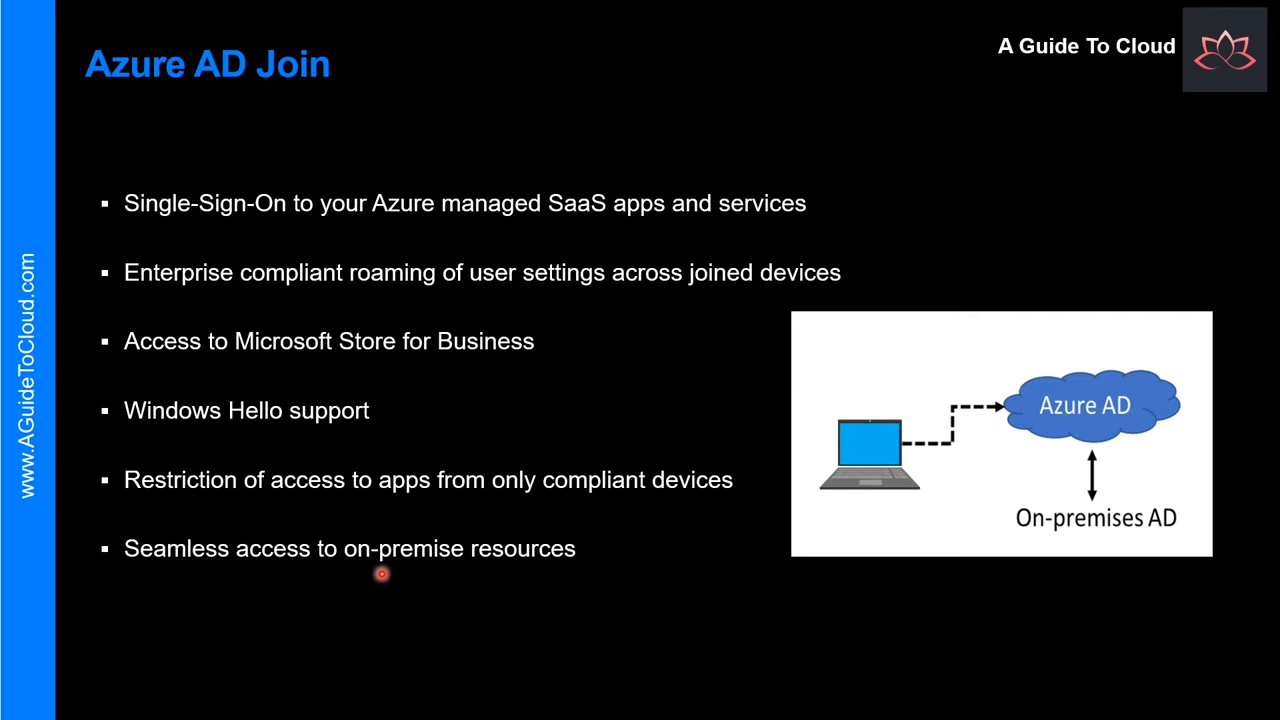 A Guide To Cloud
Azure AD Join
▪ Single-Sign-On to your Azure managed SaaS apps and services
▪ Enterprise compliant roaming of user settings across joined devices
▪ Access to Microsoft Store for Business
▪ Windows Hello support
▪ Restriction of access to apps from only compliant devices
▪ Seamless access to on-premise resources
Azure AD
On-premises AD
www.AGuideToCloud.com